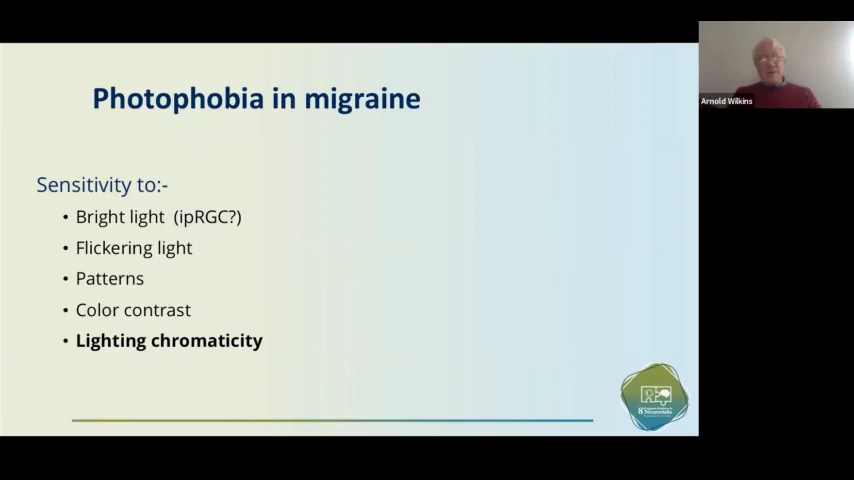 Photophobia in migraine
Arnold Wilkins
Sensitivity to:-
• Bright light (ipRGC?)
• Flickering light
• Patterns
• Color contrast
• Lighting chromaticity